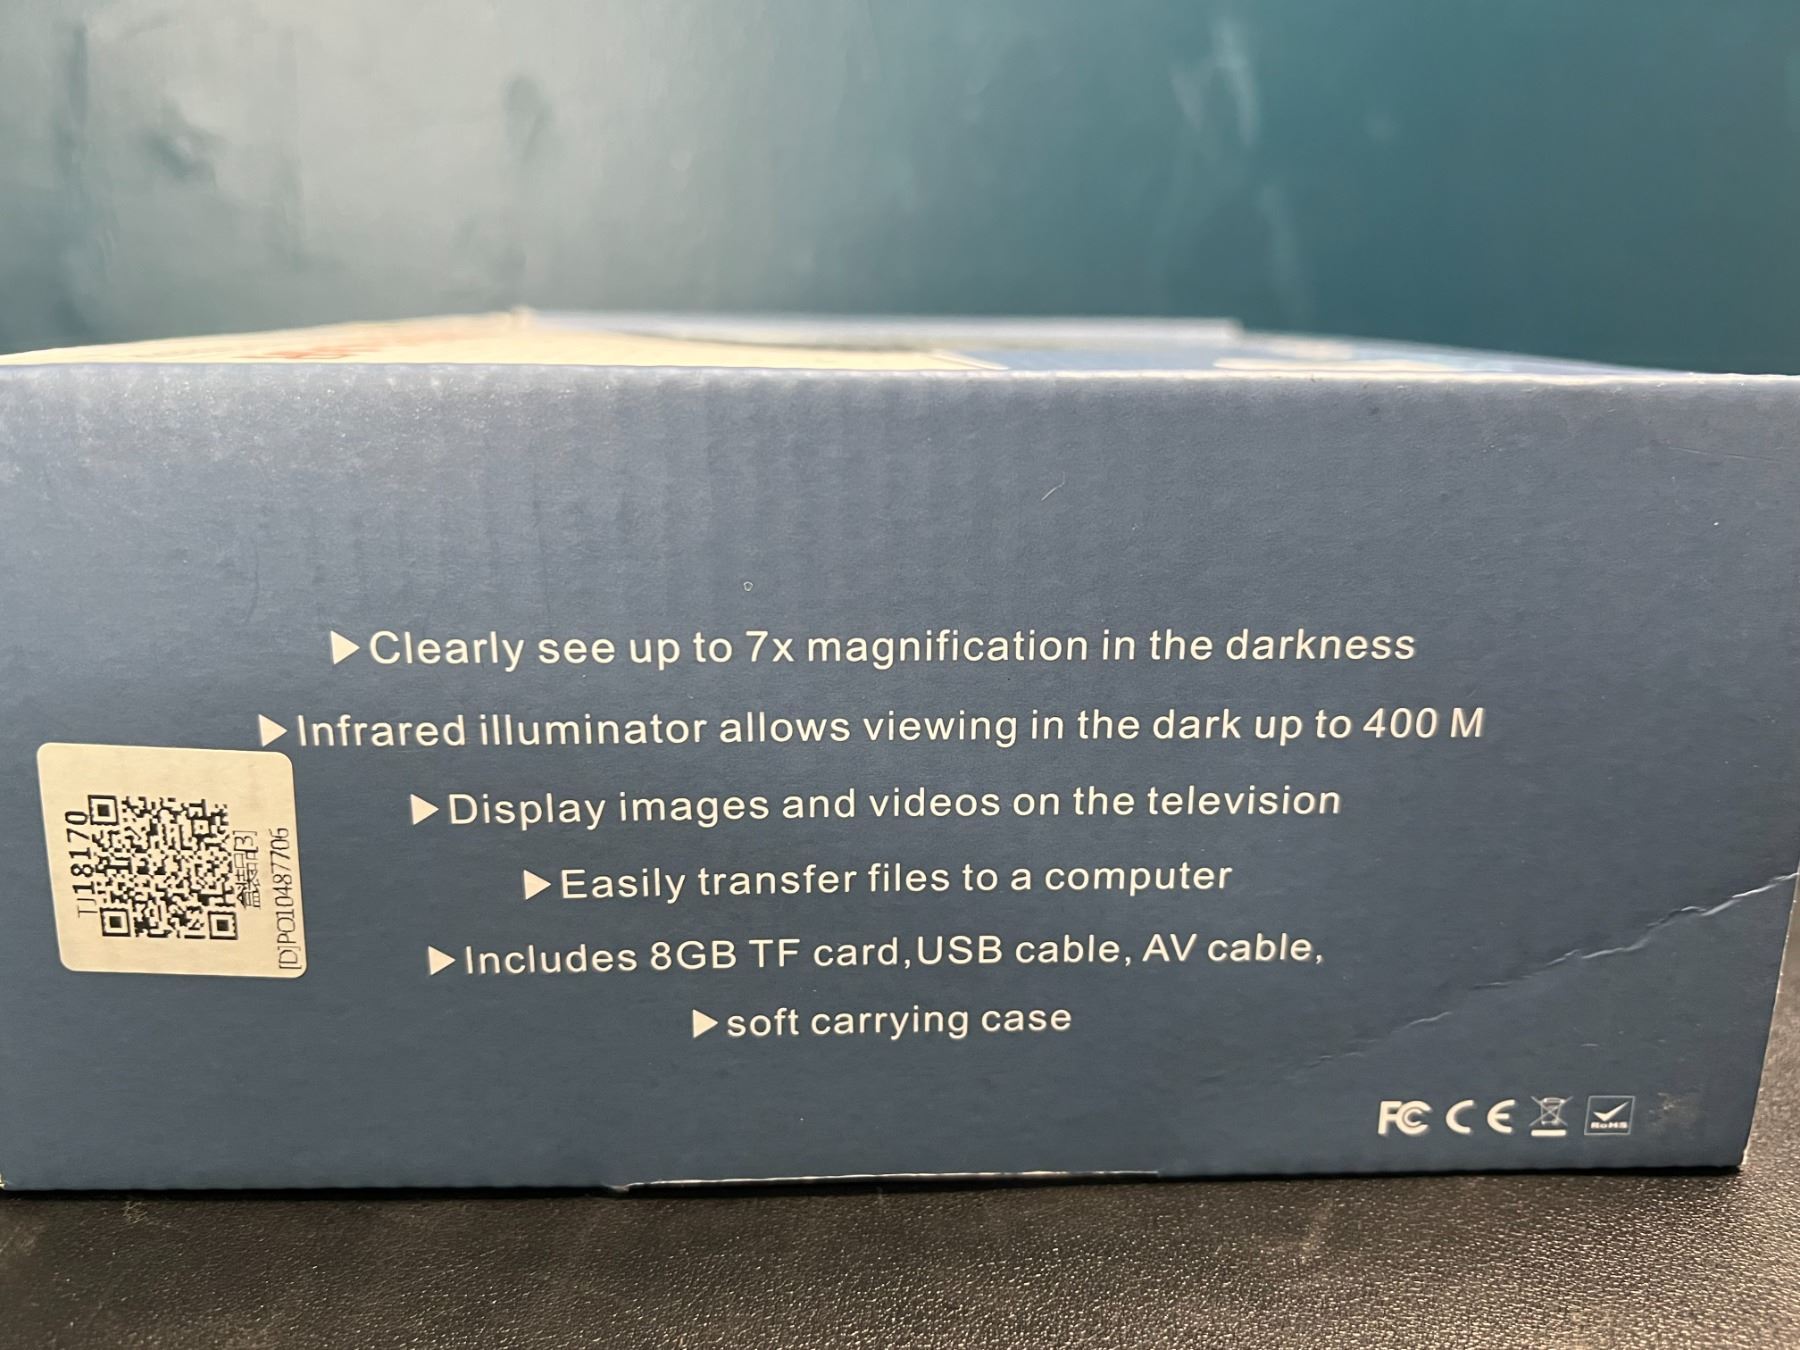 ▶Clearly see up to 7x magnification in the darkness
▶Infrared illuminator allows viewing in the dark up to 400 M
▶Display images and videos on the television
▶Easily transfer files to a computer
▶Includes 8GB TF card,USB cable, AV cable,
▶soft carrying case
TJ18170
[D]PO10487706
FC CE
RoHS